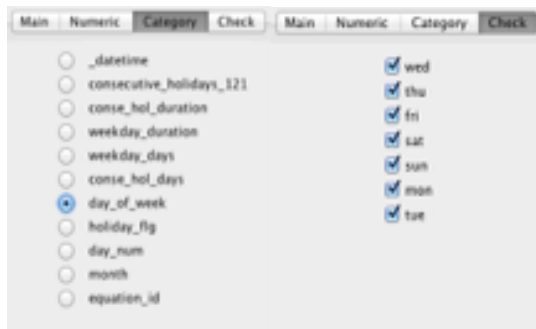 Main Numeric Category Check
_datetime
consecutive_holidays_121
conse_hol_duration
weekday_duration
weekday_days
conse_hol_days
day_of_week
holiday_flg
day_num
month
equation_id
Main Numeric Category Check
wed
thu
fri
sat
sun
mon
tue